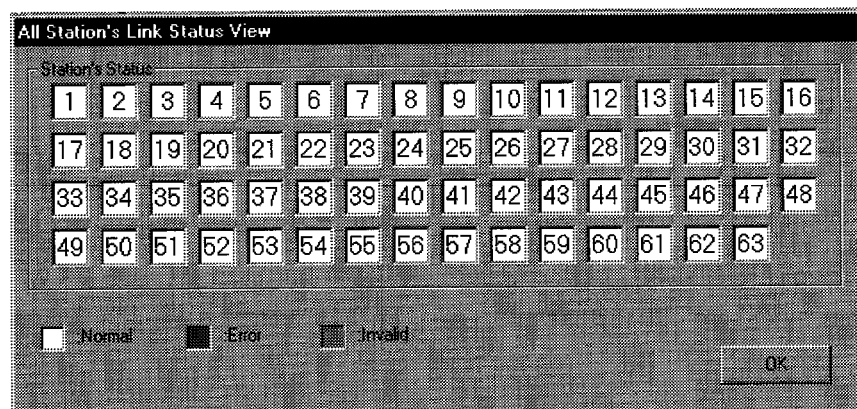 All Station's Link Status View
Station's Status
1 2 3 4 5 6 7 8 9 10 11 12 13 14 15 16
17 18 19 20 21 22 23 24 25 26 27 28 29 30 31 32
33 34 35 36 37 38 39 40 41 42 43 44 45 46 47 48
49 50 51 52 53 54 55 56 57 58 59 60 61 62 63
:Normal :Error :Invalid
OK